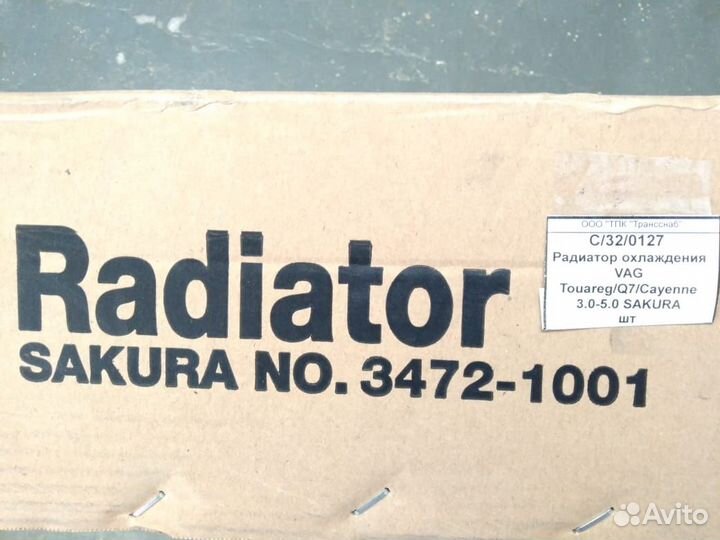 Radiator
SAKURA NO. 3472-1001
ООО "ТПК "Трансснаб"
С/32/0127
Радиатор охлаждения
VAG
Touareg/Q7/Cayenne
3.0-5.0 SAKURA
шт
Avito